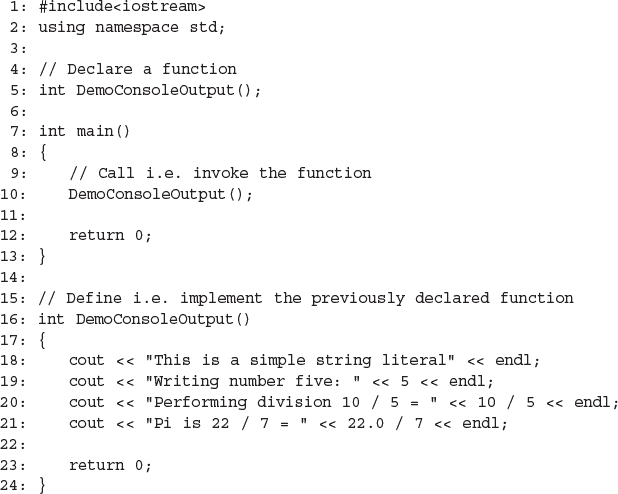 1: #include<iostream>
2: using namespace std;
3:
4: // Declare a function
5: int DemoConsoleOutput();
6:
7: int main()
8: {
9:    // Call i.e. invoke the function
10:    DemoConsoleOutput();
11:
12:    return 0;
13: }
14:
15: // Define i.e. implement the previously declared function
16: int DemoConsoleOutput()
17: {
18:    cout << "This is a simple string literal" << endl;
19:    cout << "Writing number five: " << 5 << endl;
20:    cout << "Performing division 10 / 5 = " << 10 / 5 << endl;
21:    cout << "Pi is 22 / 7 = " << 22.0 / 7 << endl;
22:
23:    return 0;
24: }